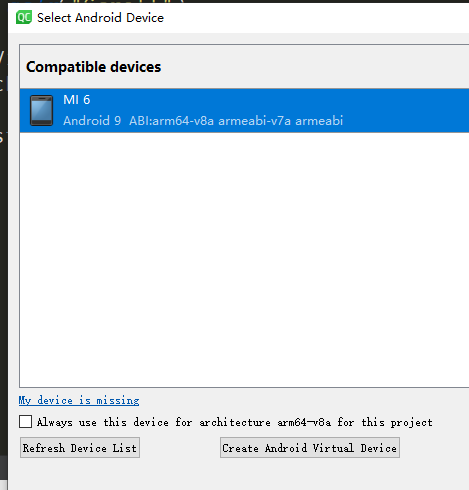 QC Select Android Device
Compatible devices
MI 6
Android 9 ABI:arm64-v8a armeabi-v7a armeabi
My device is missing
Always use this device for architecture arm64-v8a for this project
Refresh Device List
Create Android Virtual Device